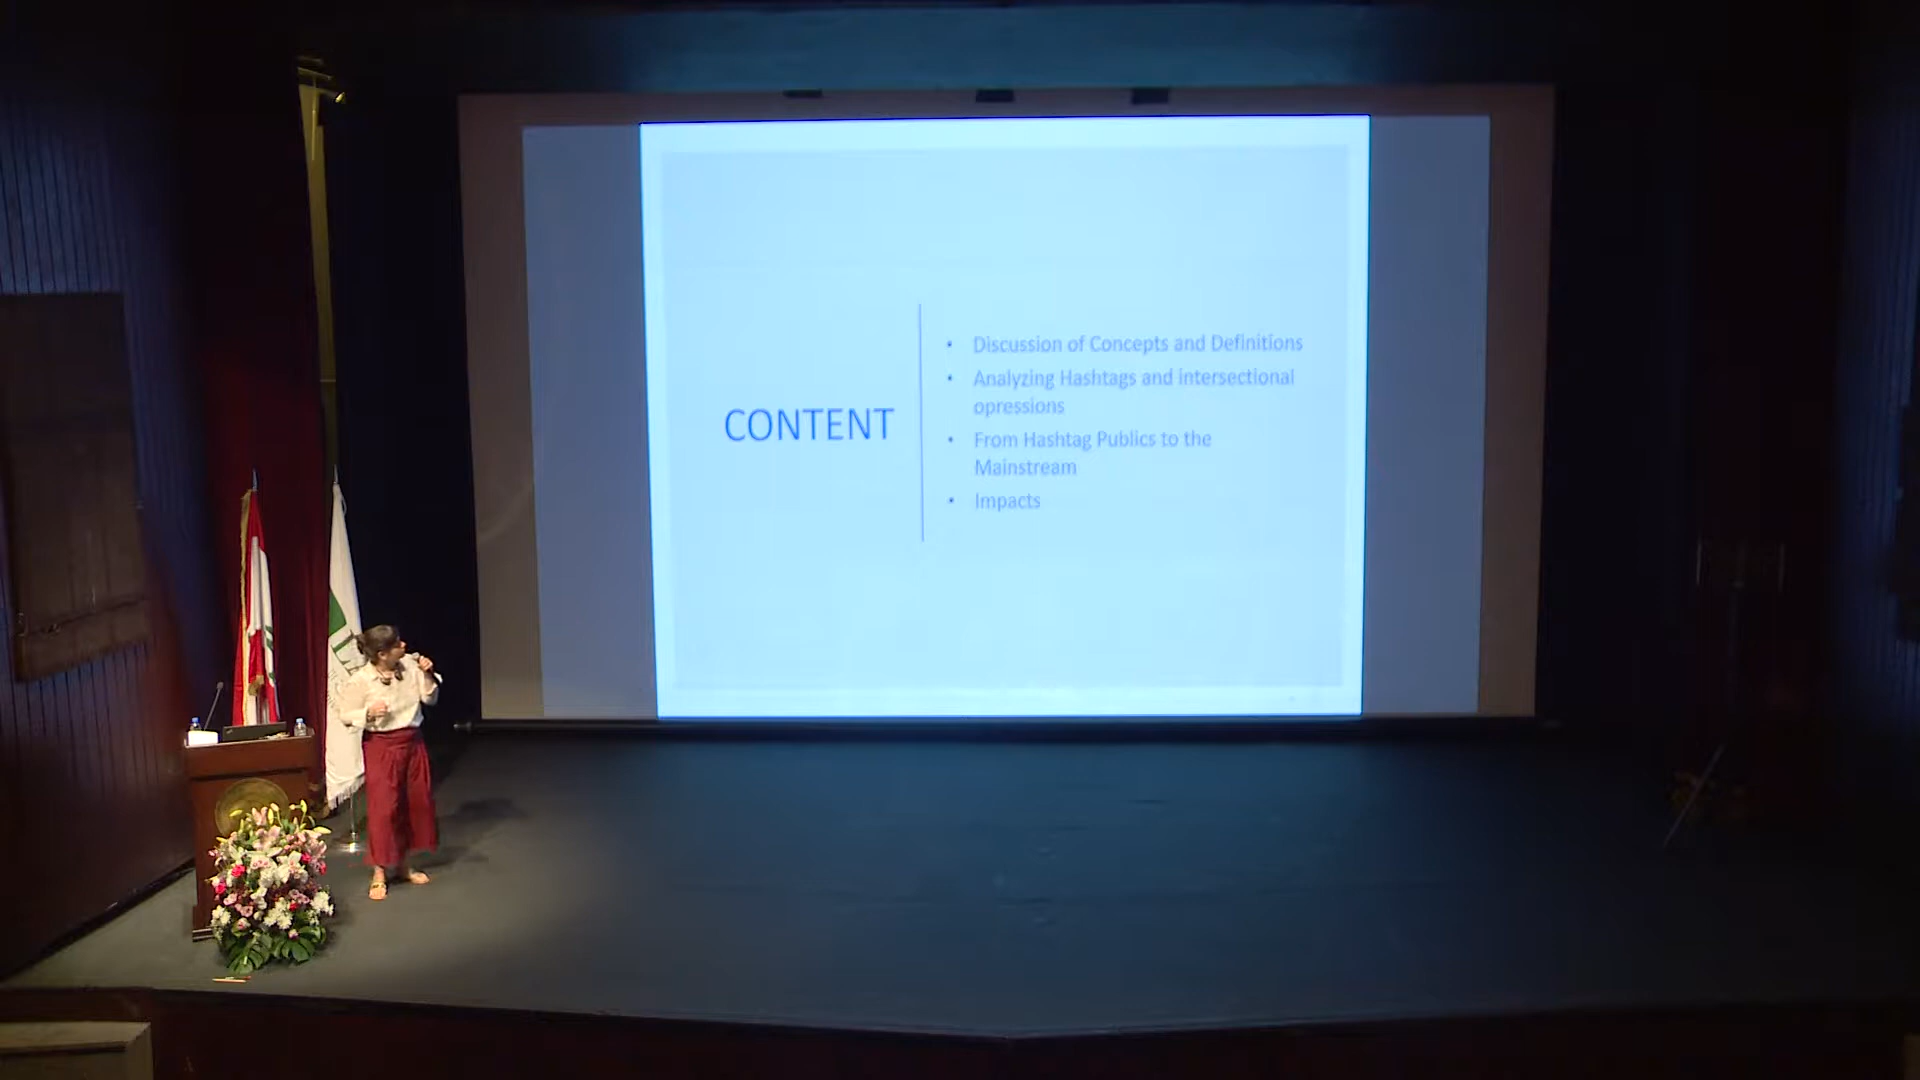 CONTENT
• Discussion of Concepts and Definitions
• Analyzing Hashtags and intersectional
opressions
• From Hashtag Publics to the
Mainstream
• Impacts